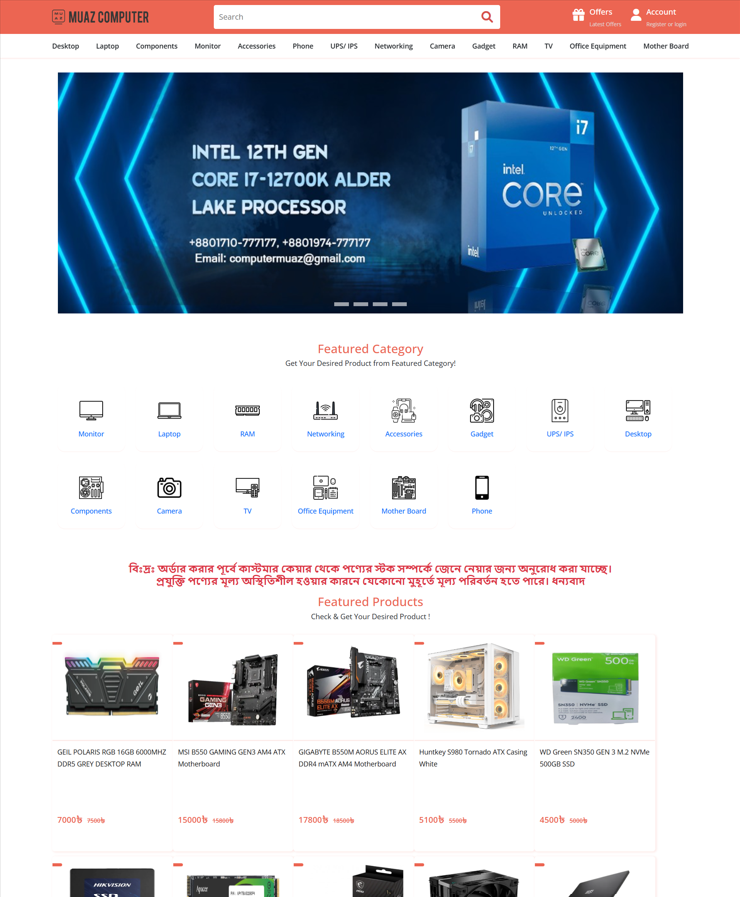 MUAZ COMPUTER
Search
Offers
Latest Offers
Account
Register or login
Desktop Laptop Components Monitor Accessories Phone UPS/ IPS Networking Camera Gadget RAM TV Office Equipment Mother Board
INTEL 12TH GEN
CORE I7-12700K ALDER
LAKE PROCESSOR
+8801710-777177, +8801974-777177
Email: computermuaz@gmail.com
i7
12TH GEN
intel
CORE
UNLOCKED
intel
Featured Category
Get Your Desired Product from Featured Category!
Monitor Laptop RAM Networking Accessories Gadget UPS/ IPS Desktop
Components Camera TV Office Equipment Mother Board Phone
বিঃদ্রঃ অর্ডার করার পূর্বে কাস্টমার কেয়ার থেকে পণ্যের স্টক সম্পর্কে জেনে নেয়ার জন্য অনুরোধ করা যাচ্ছে।
প্রযুক্তি পণ্যের মূল্য অস্থিতিশীল হওয়ার কারনে যেকোনো মুহূর্তে মূল্য পরিবর্তন হতে পারে। ধন্যবাদ
Featured Products
Check & Get Your Desired Product !
WD Green 500GB
GEIL POLARIS RGB 16GB 6000MHZ
DDR5 GREY DESKTOP RAM
7000৳ 7500৳
MSI B550 GAMING GEN3 AM4 ATX
Motherboard
15000৳ 15800৳
GIGABYTE B550M AORUS ELITE AX
DDR4 mATX AM4 Motherboard
17800৳ 18500৳
Huntkey S980 Tornado ATX Casing
White
5100৳ 5500৳
WD Green SN350 GEN 3 M.2 NVMe
500GB SSD
4500৳ 5000৳
HIKVISION
Apacer